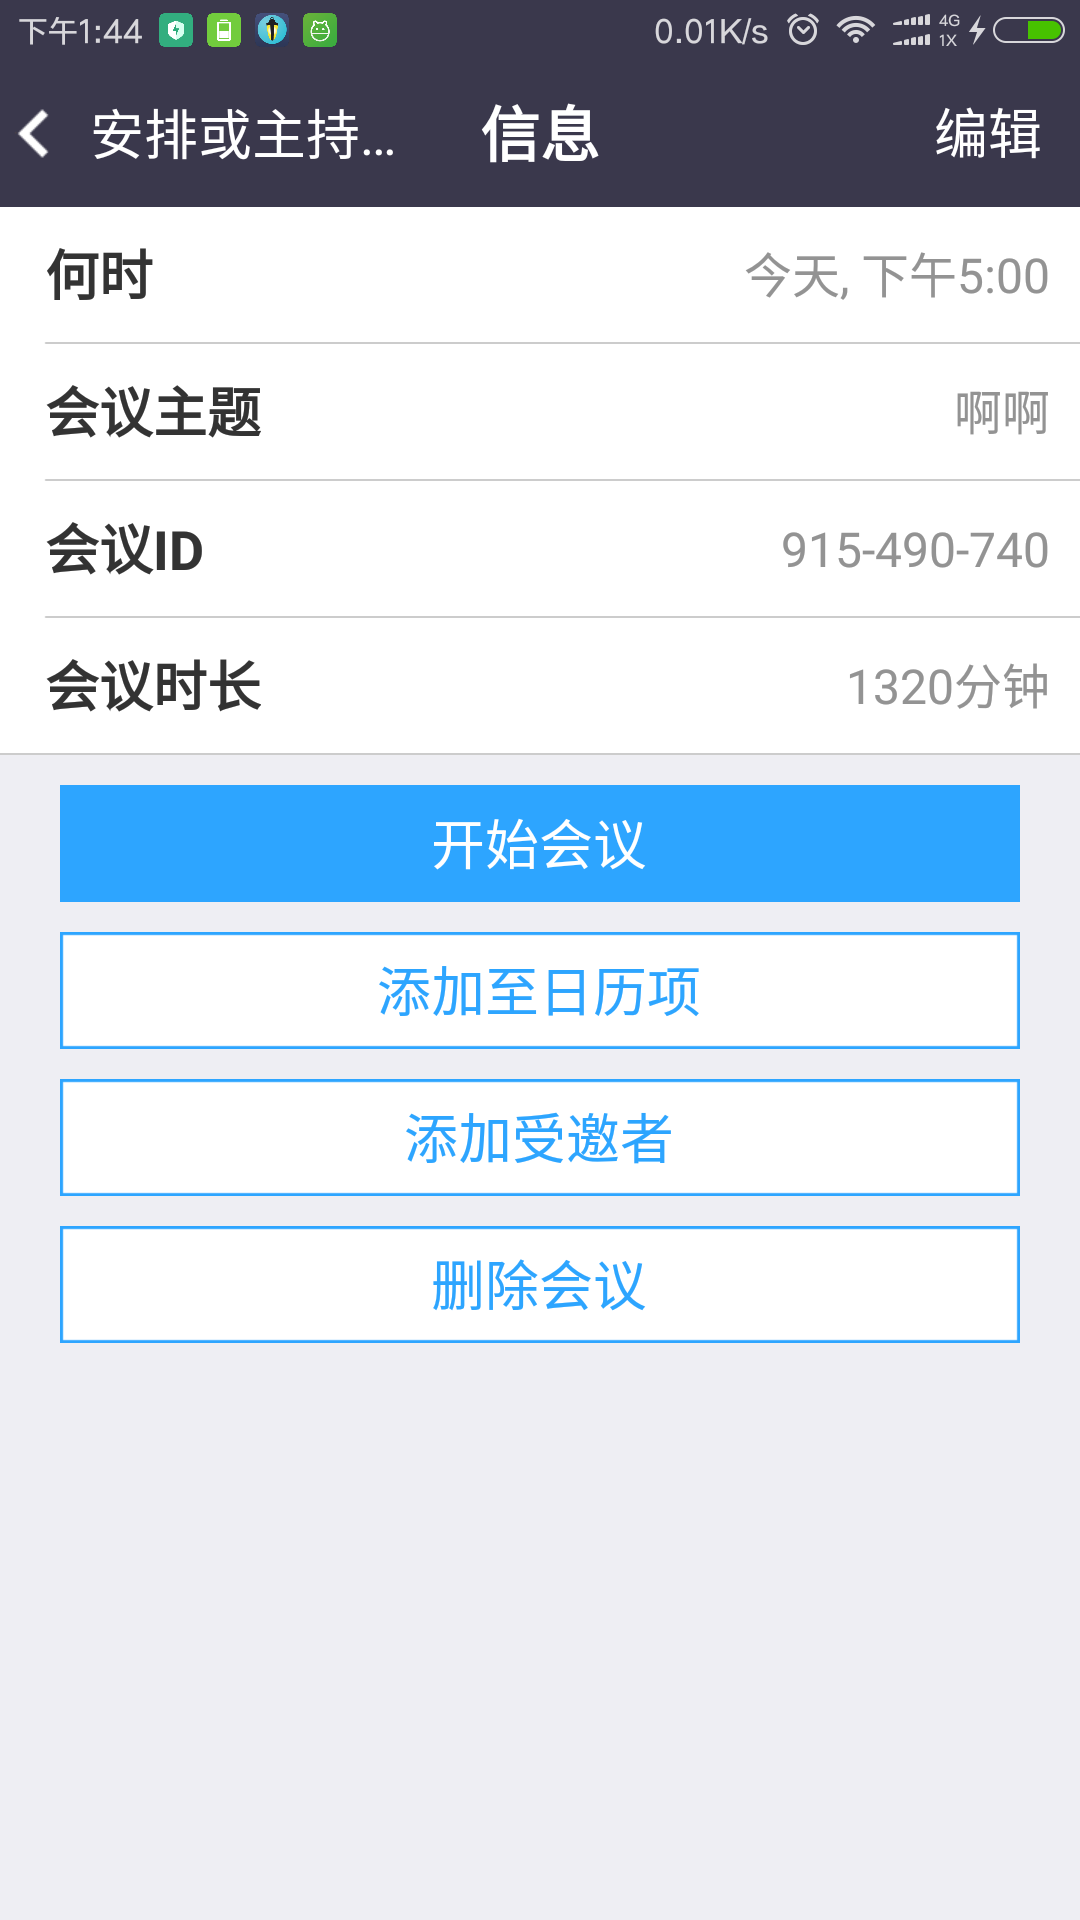 下午1:44 0.01K/s 4G 1X
安排或主持... 信息 编辑
何时 今天, 下午5:00
会议主题 啊啊
会议ID 915-490-740
会议时长 1320分钟
开始会议
添加至日历项
添加受邀者
删除会议